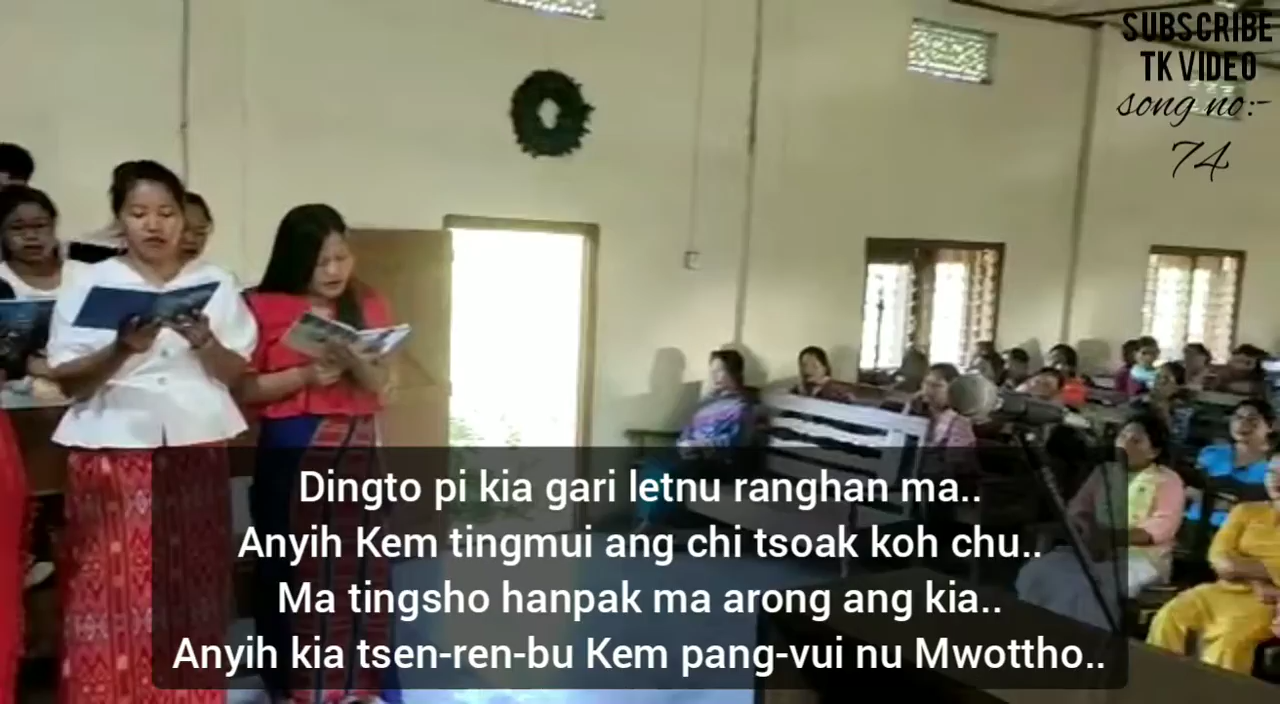 SUBSCRIBE
TK VIDEO
song no:-
74
Dingto pi kia gari letnu ranghan ma..
Anyih Kem tingmui ang chi tsoak koh chu..
Ma tingsho hanpak ma arong ang kia..
Anyih kia tsen-ren-bu Kem pang-vui nu Mwottho..